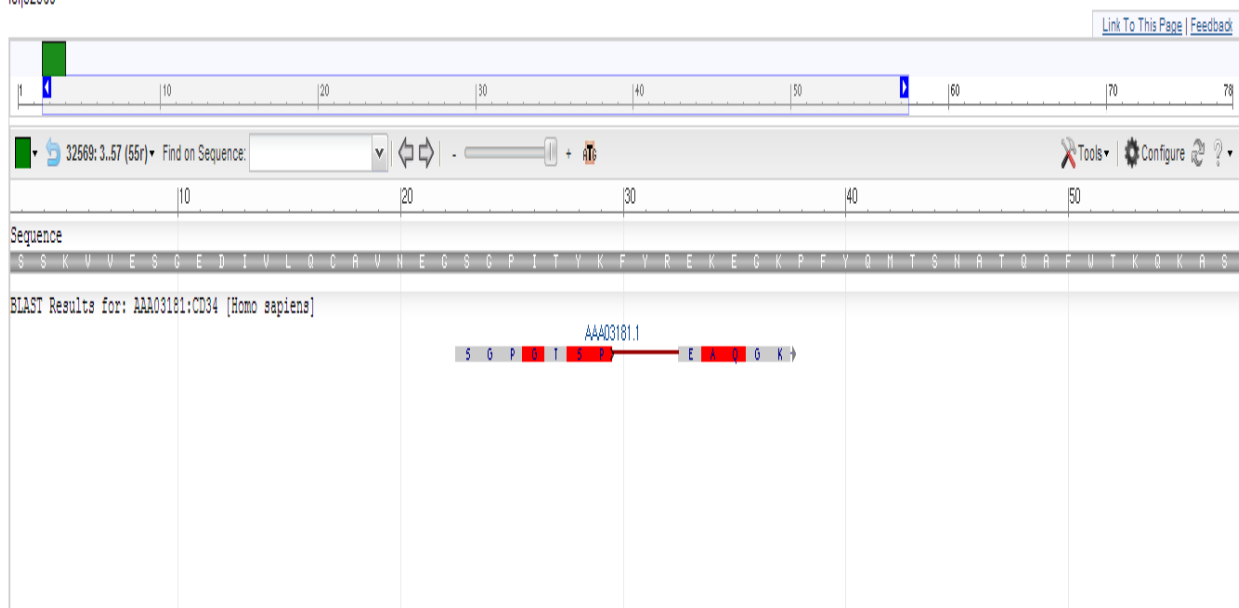 Link To This Page | Feedback
1 10 20 30 40 50 60 70 78
32569: 3..57 (55r) Find on Sequence: - + ATG Tools Configure ?
10 20 30 40 50
Sequence
S S K V V E S G E D I V L Q C A V N E G S G P I T Y K F Y R E K E G K P F Y Q M T S N A T Q A F W T K Q K A S
BLAST Results for: AAA03181:CD34 [Homo sapiens]
AAA03181.1
S G P G T S P E A Q G K